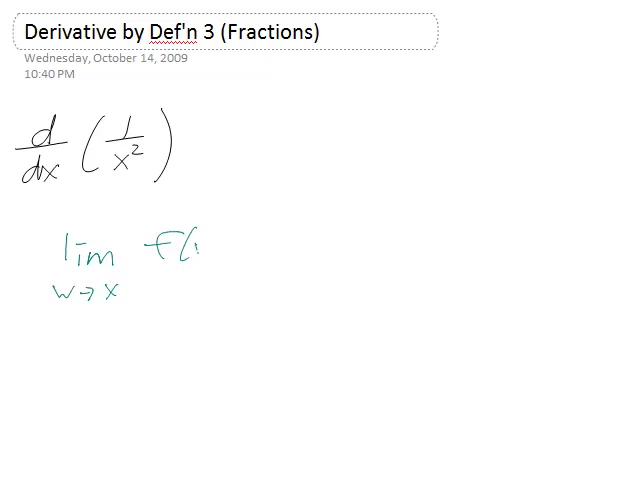 Derivative by Def'n 3 (Fractions)
Wednesday, October 14, 2009
10:40 PM
d/dx (1/x²)
lim f(
w→x